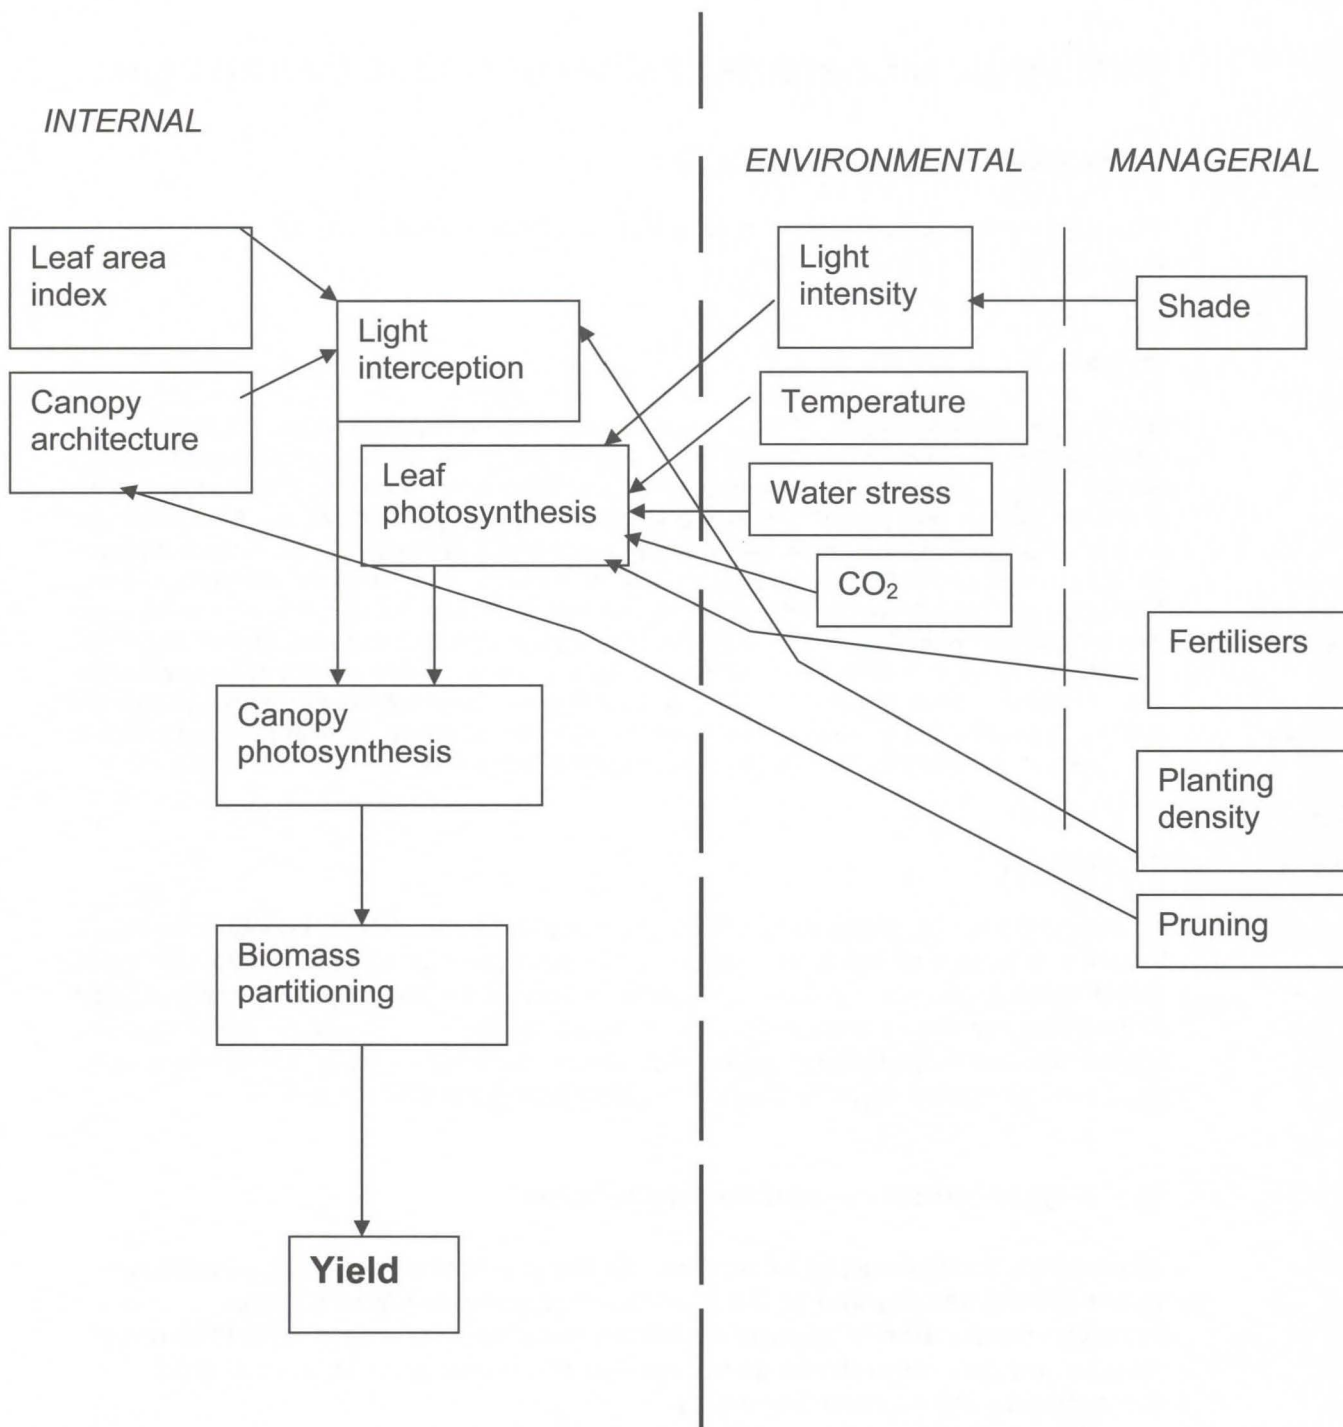 INTERNAL
ENVIRONMENTAL
MANAGERIAL
Leaf area
index
Light
interception
Canopy
architecture
Leaf
photosynthesis
Canopy
photosynthesis
Biomass
partitioning
Yield
Light
intensity
Temperature
Water stress
CO₂
Shade
Fertilisers
Planting
density
Pruning